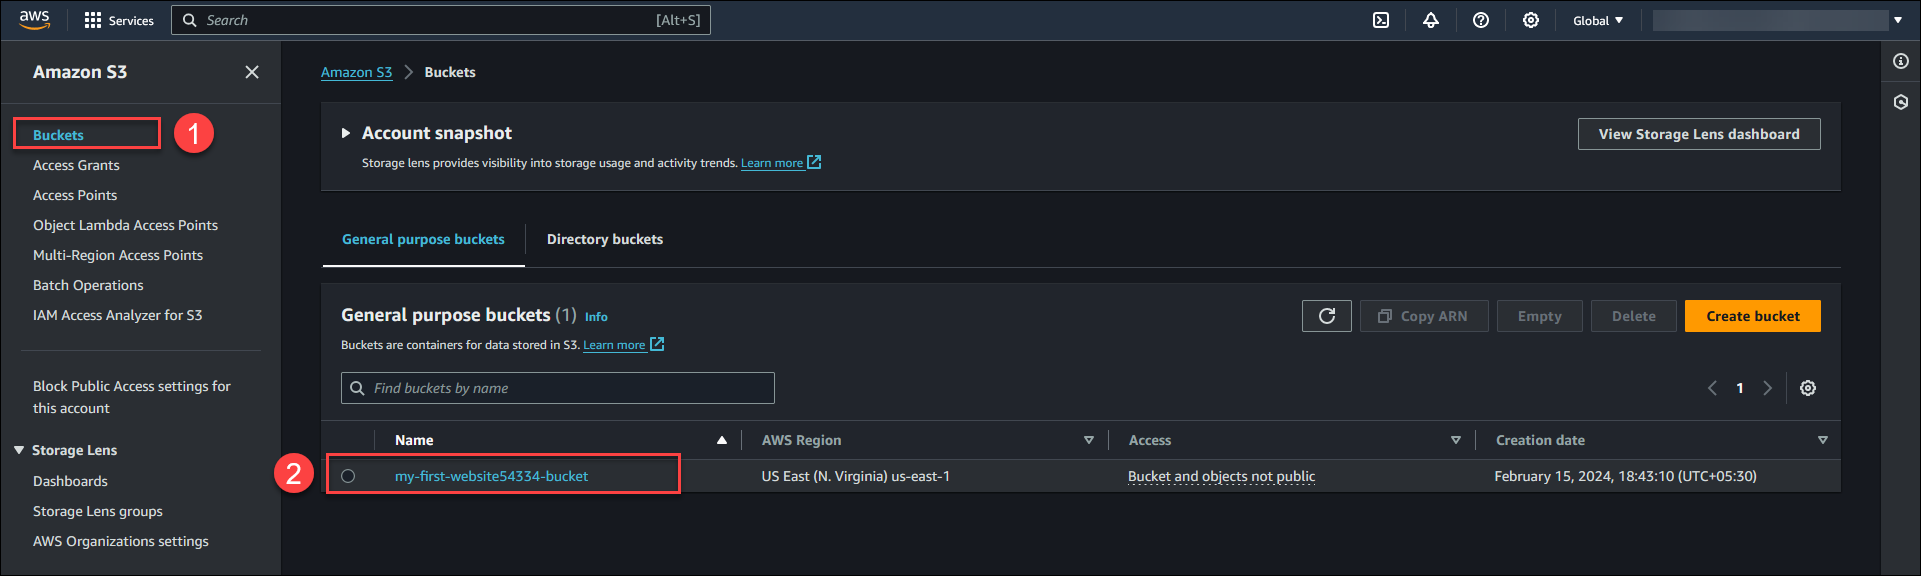 aws Services Search [Alt+S] Global
Amazon S3
Buckets 1
Access Grants
Access Points
Object Lambda Access Points
Multi-Region Access Points
Batch Operations
IAM Access Analyzer for S3
Block Public Access settings for
this account
Storage Lens
Dashboards
Storage Lens groups
AWS Organizations settings
Amazon S3 Buckets
Account snapshot
View Storage Lens dashboard
Storage lens provides visibility into storage usage and activity trends. Learn more
General purpose buckets Directory buckets
General purpose buckets (1) Info
Copy ARN Empty Delete Create bucket
Buckets are containers for data stored in S3. Learn more
Find buckets by name
1
Name AWS Region Access Creation date
2 my-first-website54334-bucket US East (N. Virginia) us-east-1 Bucket and objects not public February 15, 2024, 18:43:10 (UTC+05:30)